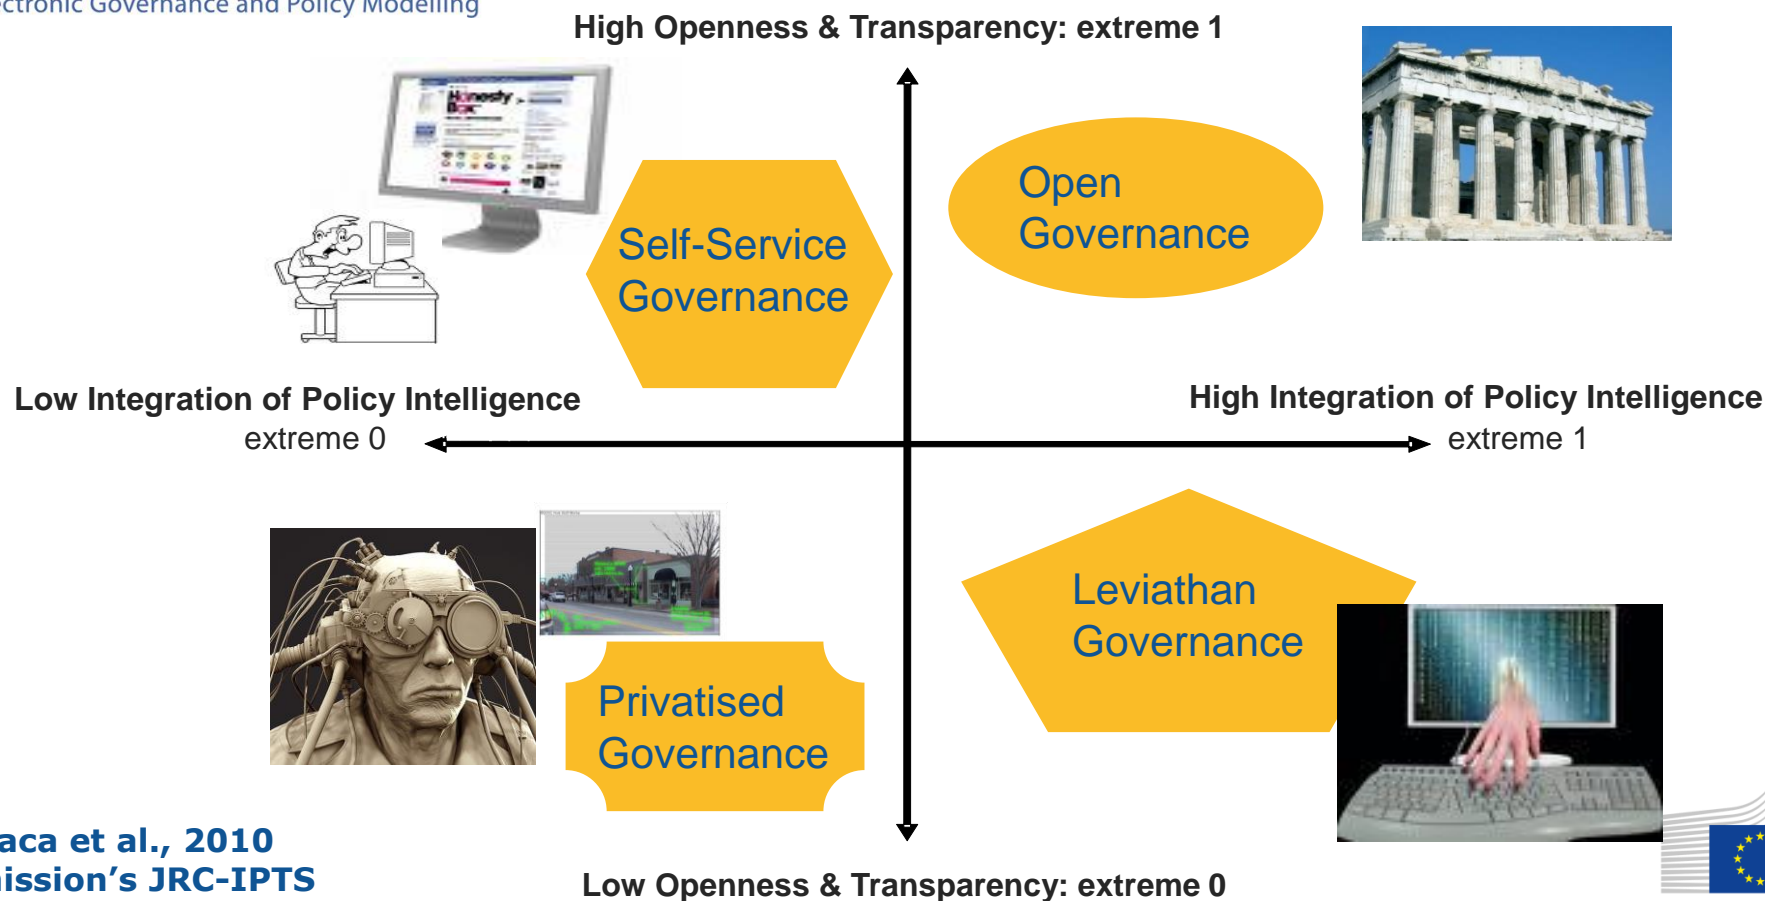 ctronic Governance and Policy Modelling
High Openness & Transparency: extreme 1
Honesty
Box
Open
Governance
Self-Service
Governance
Low Integration of Policy Intelligence
extreme 0
High Integration of Policy Intelligence
extreme 1
Leviathan
Governance
Privatised
Governance
aca et al., 2010
ission's JRC-IPTS
Low Openness & Transparency: extreme 0